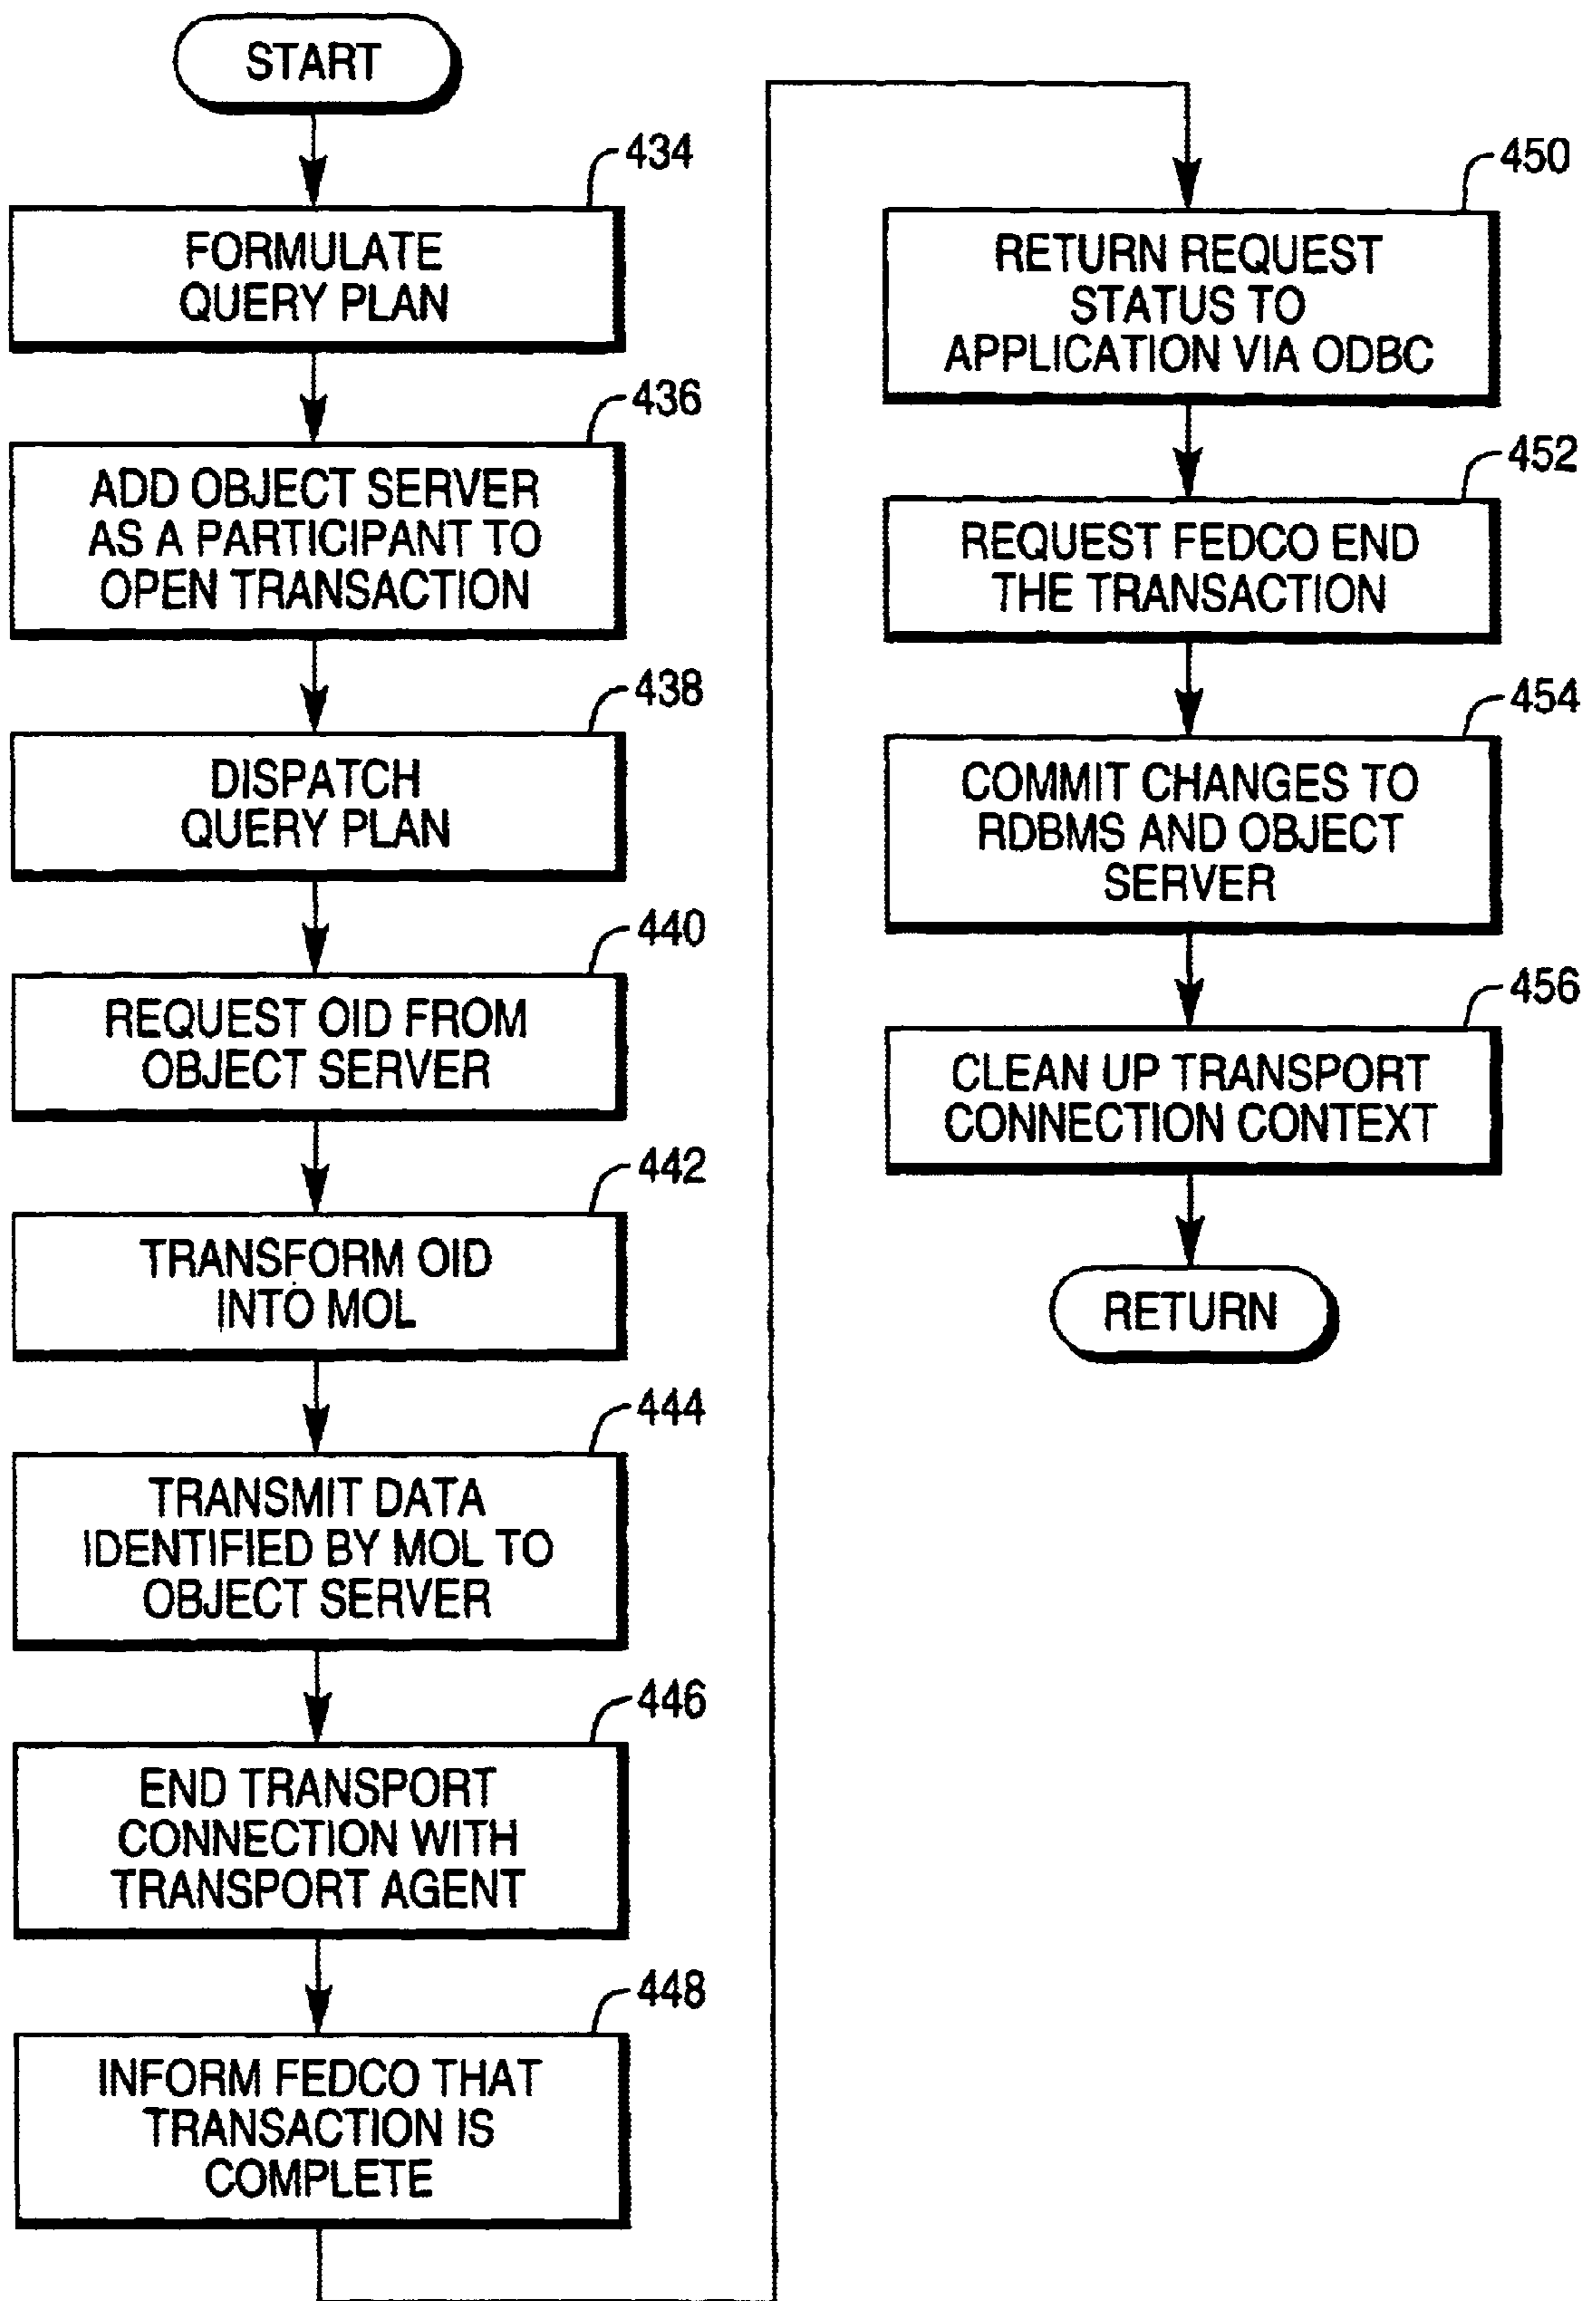 START
434
FORMULATE
QUERY PLAN
436
ADD OBJECT SERVER
AS A PARTICIPANT TO
OPEN TRANSACTION
438
DISPATCH
QUERY PLAN
440
REQUEST OID FROM
OBJECT SERVER
442
TRANSFORM OID
INTO MOL
444
TRANSMIT DATA
IDENTIFIED BY MOL TO
OBJECT SERVER
446
END TRANSPORT
CONNECTION WITH
TRANSPORT AGENT
448
INFORM FEDCO THAT
TRANSACTION IS
COMPLETE
450
RETURN REQUEST
STATUS TO
APPLICATION VIA ODBC
452
REQUEST FEDCO END
THE TRANSACTION
454
COMMIT CHANGES TO
RDBMS AND OBJECT
SERVER
456
CLEAN UP TRANSPORT
CONNECTION CONTEXT
RETURN